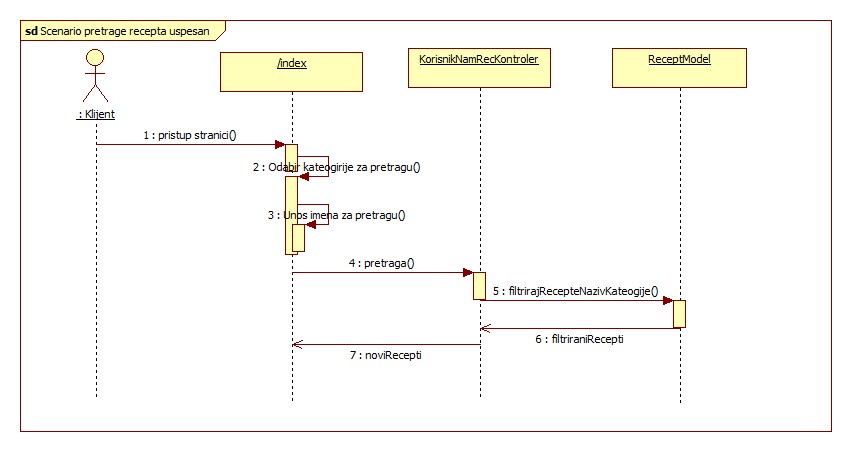 sd Scenario pretrage recepta uspesan
/index
KorisnikNamRecKontroler
ReceptModel
: Klijent
1 : pristup stranici()
2 : Odabir kateogirije za pretragu()
3 : Unos imena za pretragu()
4 : pretraga()
5 : filtrirajRecepteNazivKateogije()
6 : filtriraniRecepti
7 : noviRecepti